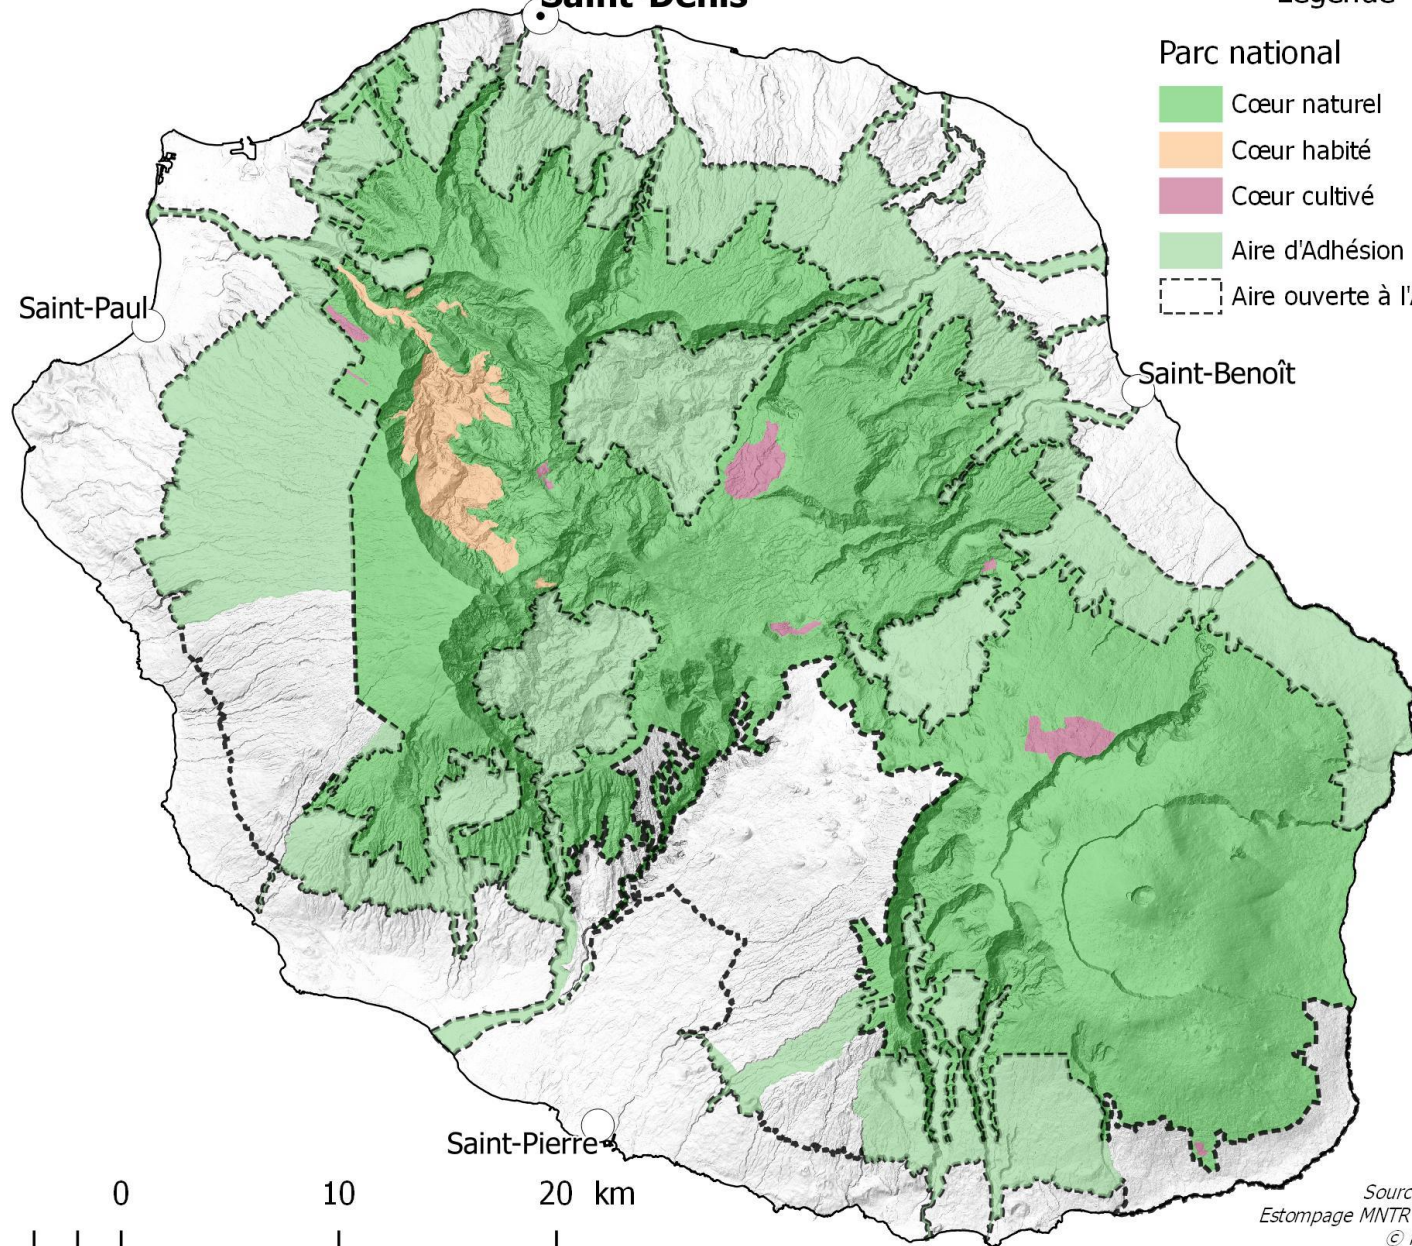 Saint-Denis
Légende
Parc national
Cœur naturel
Cœur habité
Cœur cultivé
Aire d'Adhésion
Aire ouverte à l'
Saint-Paul
Saint-Benoît
Saint-Pierre
0 10 20 km
Estompage MNTR
©